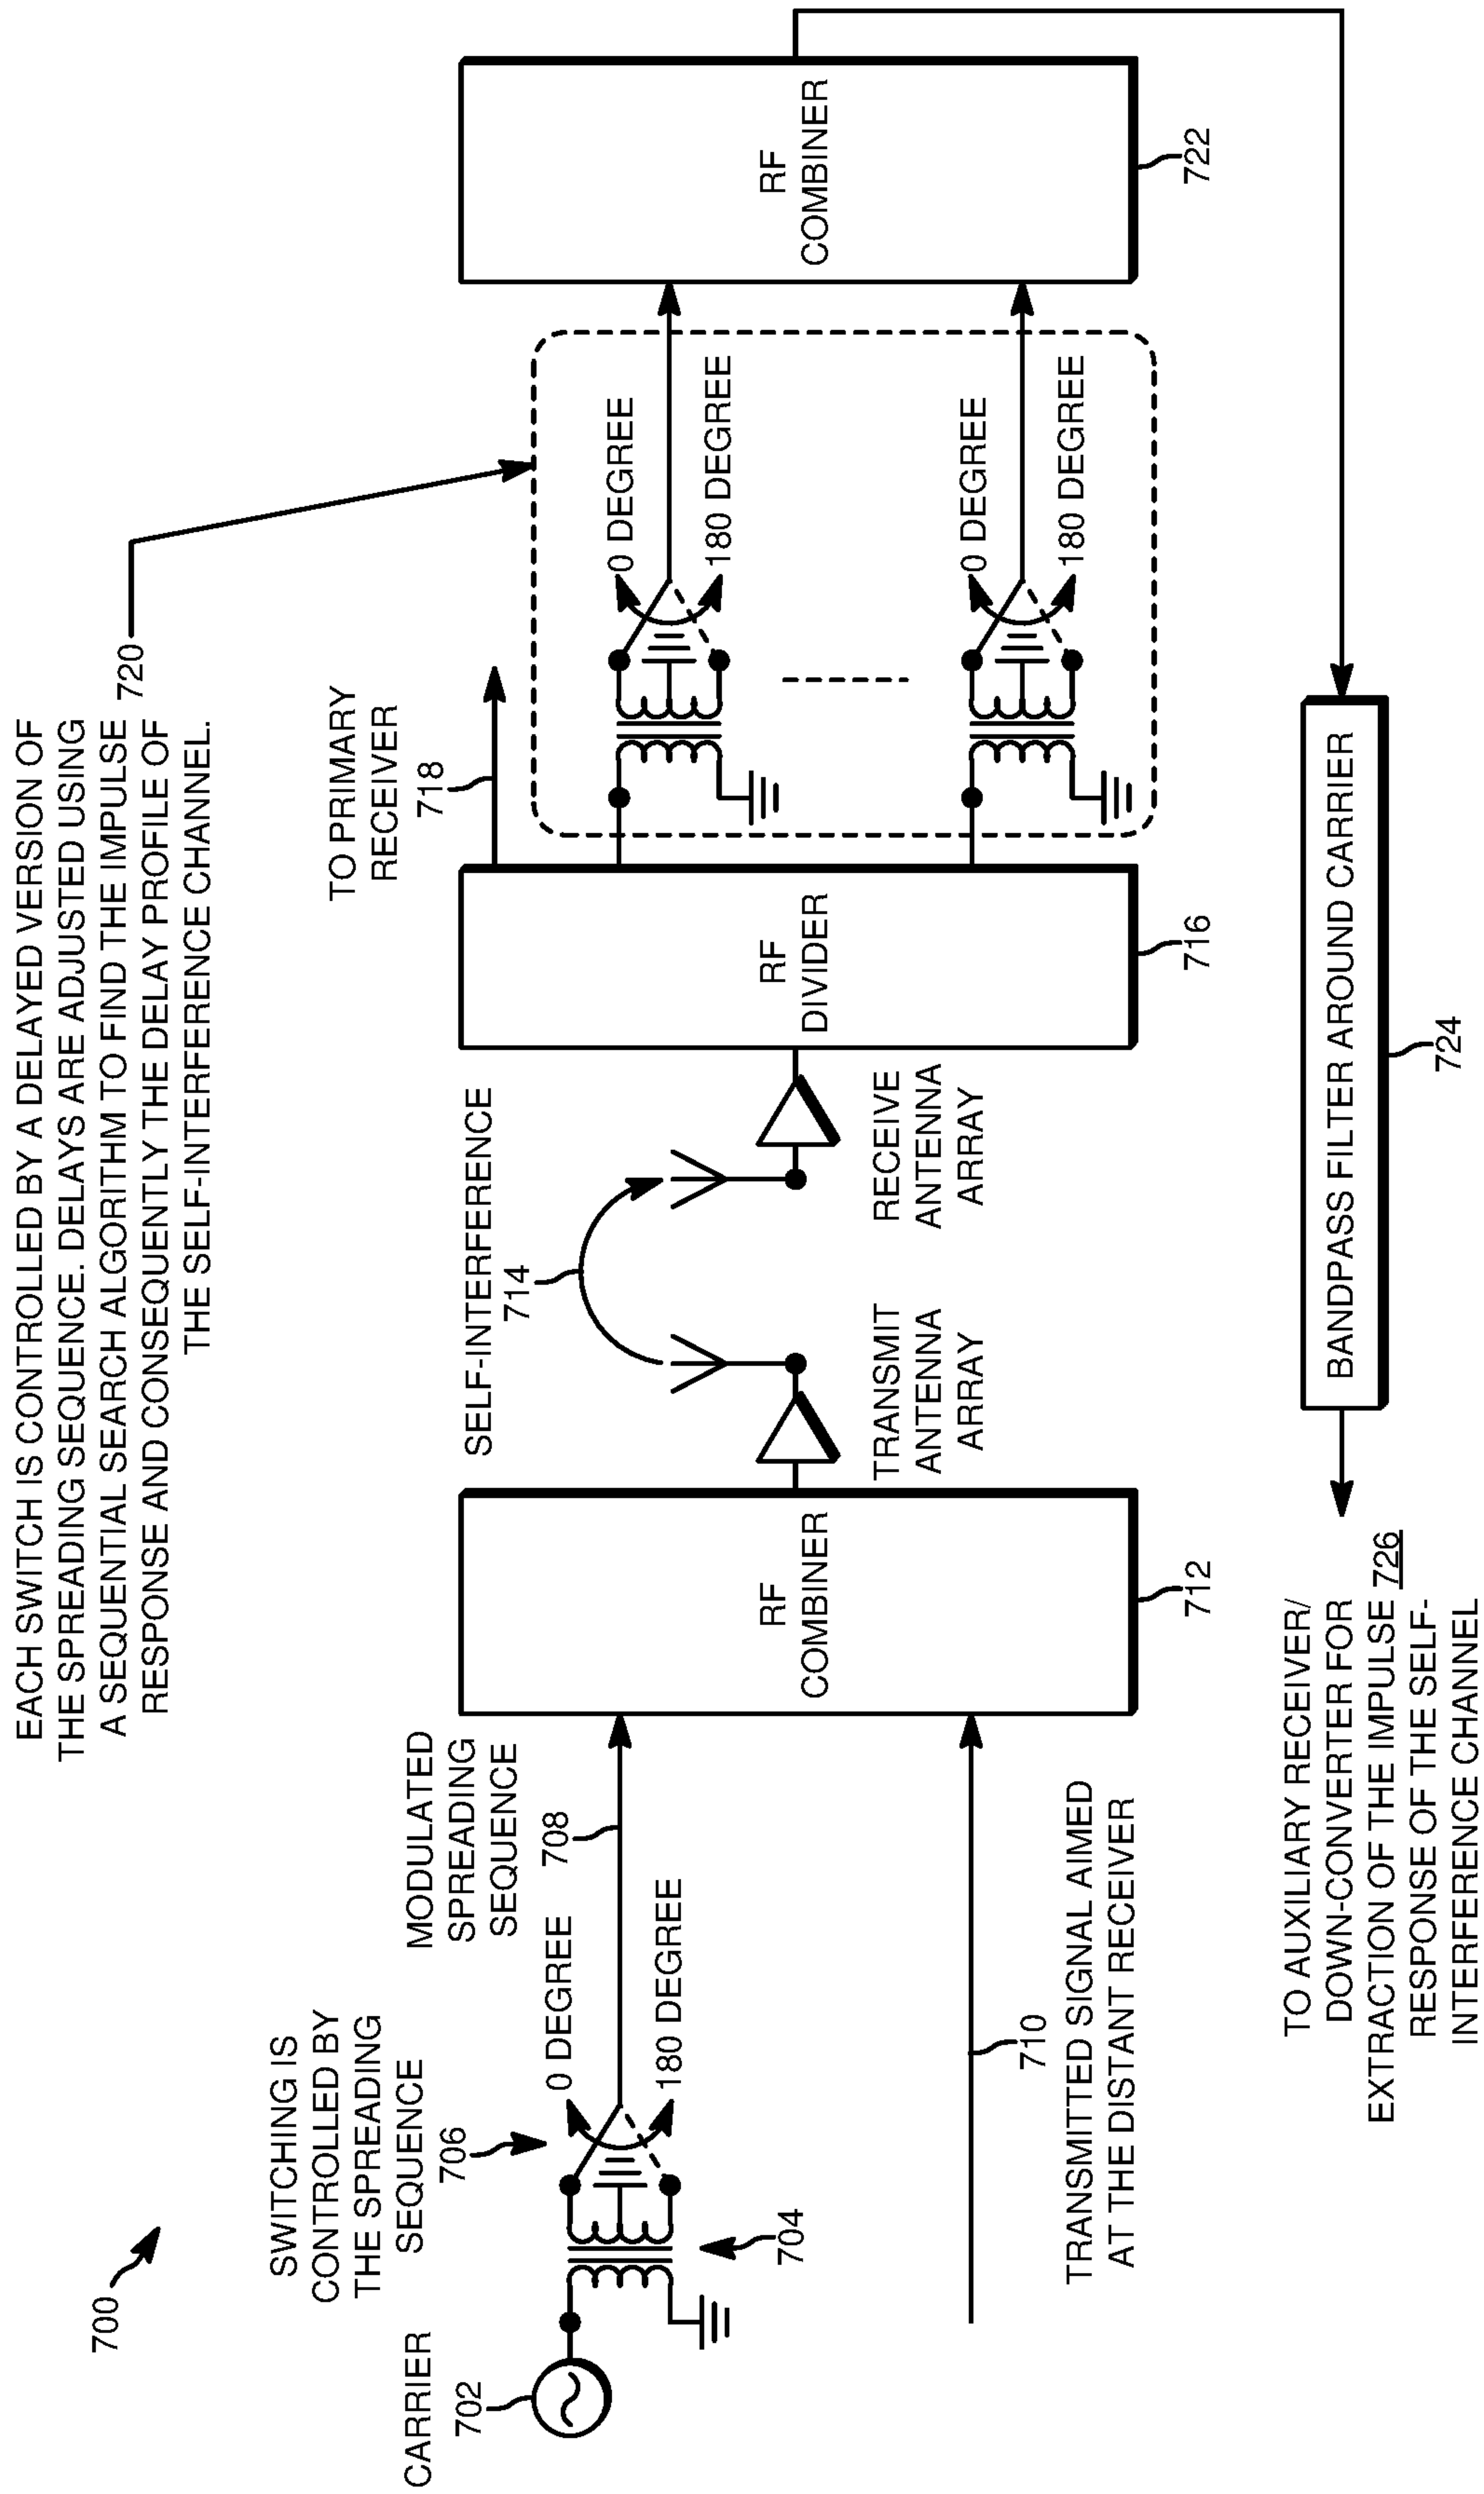 700
EACH SWITCH IS CONTROLLED BY A DELAYED VERSION OF
THE SPREADING SEQUENCE. DELAYS ARE ADJUSTED USING
A SEQUENTIAL SEARCH ALGORITHM TO FIND THE IMPULSE 720
RESPONSE AND CONSEQUENTLY THE DELAY PROFILE OF
THE SELF-INTERFERENCE CHANNEL.
SWITCHING IS
CONTROLLED BY
THE SPREADING
SEQUENCE
706
CARRIER
702
704
0 DEGREE
180 DEGREE
MODULATED
SPREADING
SEQUENCE
708
710
TRANSMITTED SIGNAL AIMED
AT THE DISTANT RECEIVER
RF
COMBINER
712
SELF-INTERFERENCE
714
TRANSMIT
ANTENNA
ARRAY
RECEIVE
ANTENNA
ARRAY
RF
DIVIDER
716
TO PRIMARY
RECEIVER
718
0 DEGREE
180 DEGREE
0 DEGREE
180 DEGREE
RF
COMBINER
722
BANDPASS FILTER AROUND CARRIER
724
TO AUXILIARY RECEIVER/
DOWN-CONVERTER FOR
EXTRACTION OF THE IMPULSE 726
RESPONSE OF THE SELF-
INTERFERENCE CHANNEL